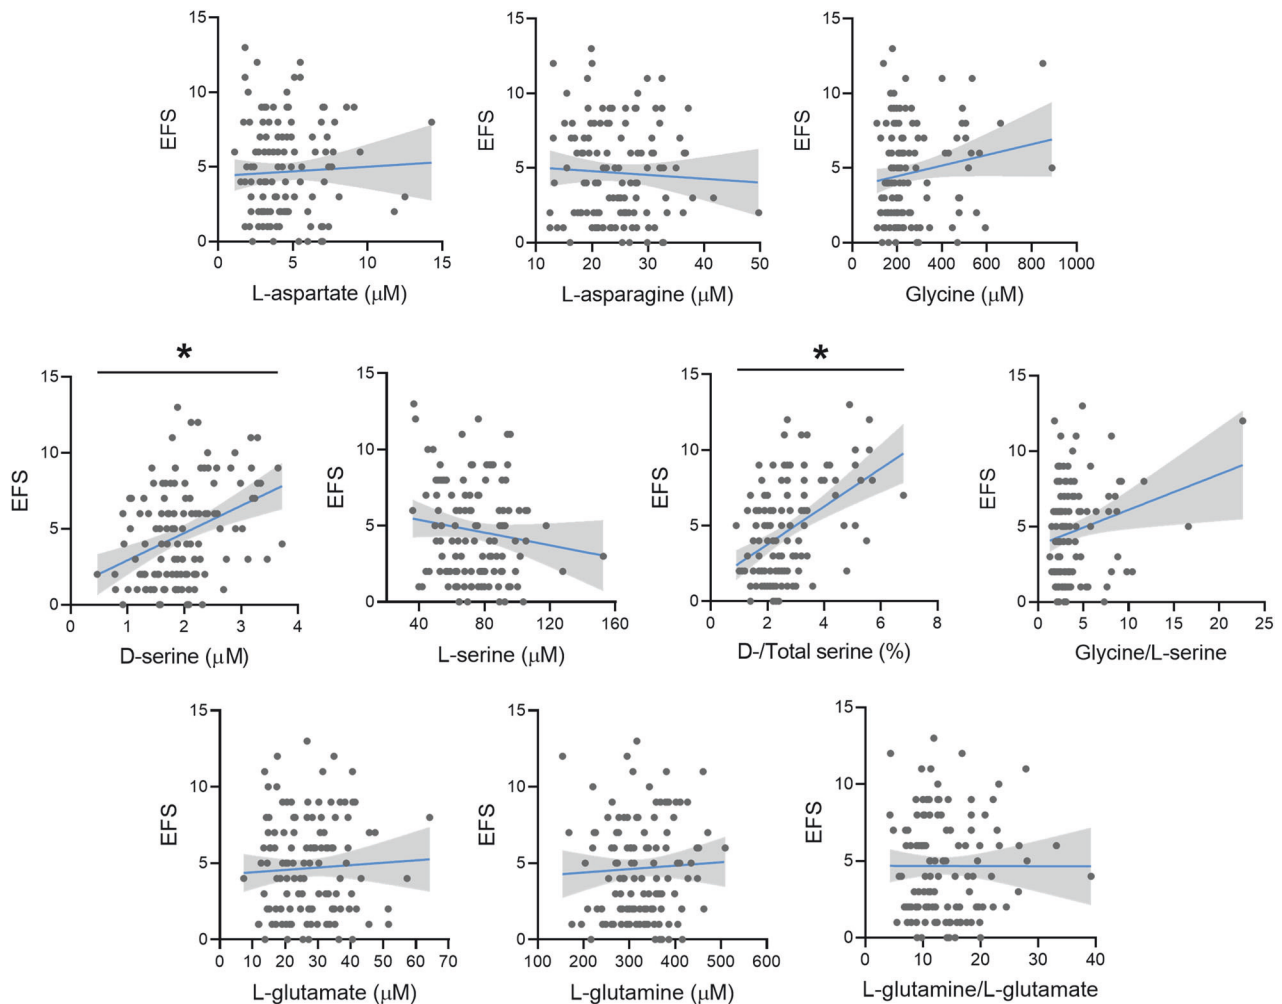 EFS
15
10
5
0
0 5 10 15
L-aspartate (μM)
EFS
15
10
5
0
10 20 30 40 50
L-asparagine (μM)
EFS
15
10
5
0
0 200 400 600 800 1000
Glycine (μM)
*
EFS
15
10
5
0
0 1 2 3 4
D-serine (μM)
EFS
15
10
5
0
40 80 120 160
L-serine (μM)
*
EFS
15
10
5
0
0 2 4 6 8
D-/Total serine (%)
EFS
15
10
5
0
0 5 10 15 20 25
Glycine/L-serine
EFS
15
10
5
0
0 10 20 30 40 50 60 70
L-glutamate (μM)
EFS
15
10
5
0
100 200 300 400 500 600
L-glutamine (μM)
EFS
15
10
5
0
0 10 20 30 40
L-glutamine/L-glutamate